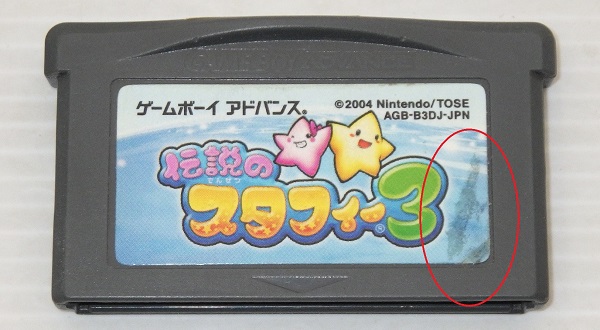 ゲームボーイ アドバンス®
©2004 Nintendo/TOSE
AGB-B3DJ-JPN
伝説の
でんせつ
スタフィー3